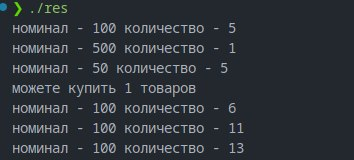 ❯ ./res
номинал - 100 количество - 5
номинал - 500 количество - 1
номинал - 50 количество - 5
можете купить 1 товаров
номинал - 100 количество - 6
номинал - 100 количество - 11
номинал - 100 количество - 13